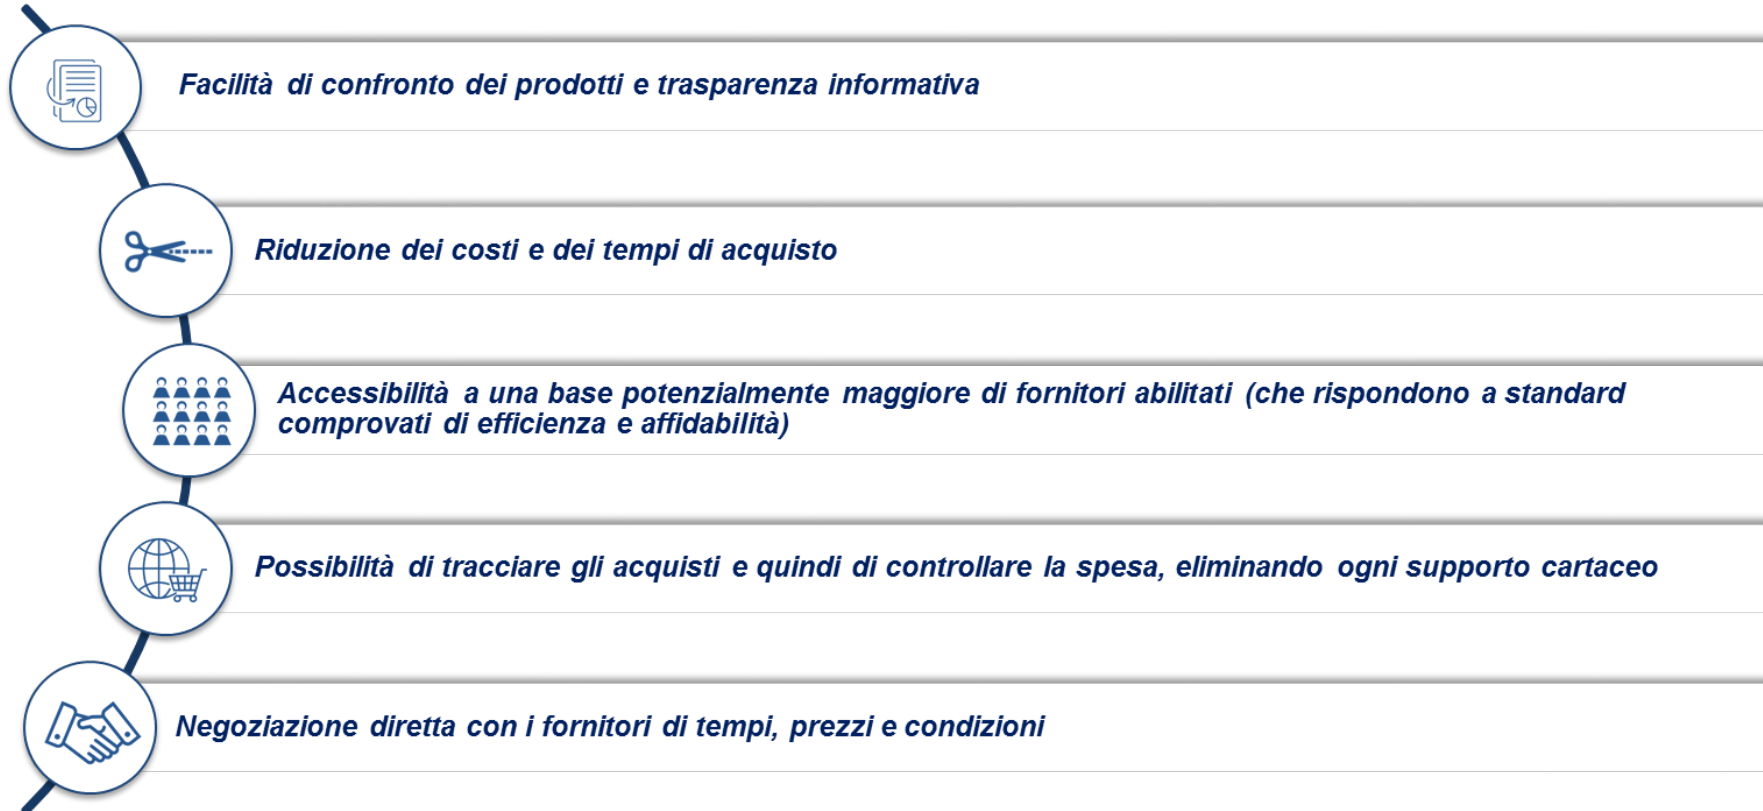 Facilità di confronto dei prodotti e trasparenza informativa
Riduzione dei costi e dei tempi di acquisto
Accessibilità a una base potenzialmente maggiore di fornitori abilitati (che rispondono a standard
comprovati di efficienza e affidabilità)
Possibilità di tracciare gli acquisti e quindi di controllare la spesa, eliminando ogni supporto cartaceo
Negoziazione diretta con i fornitori di tempi, prezzi e condizioni